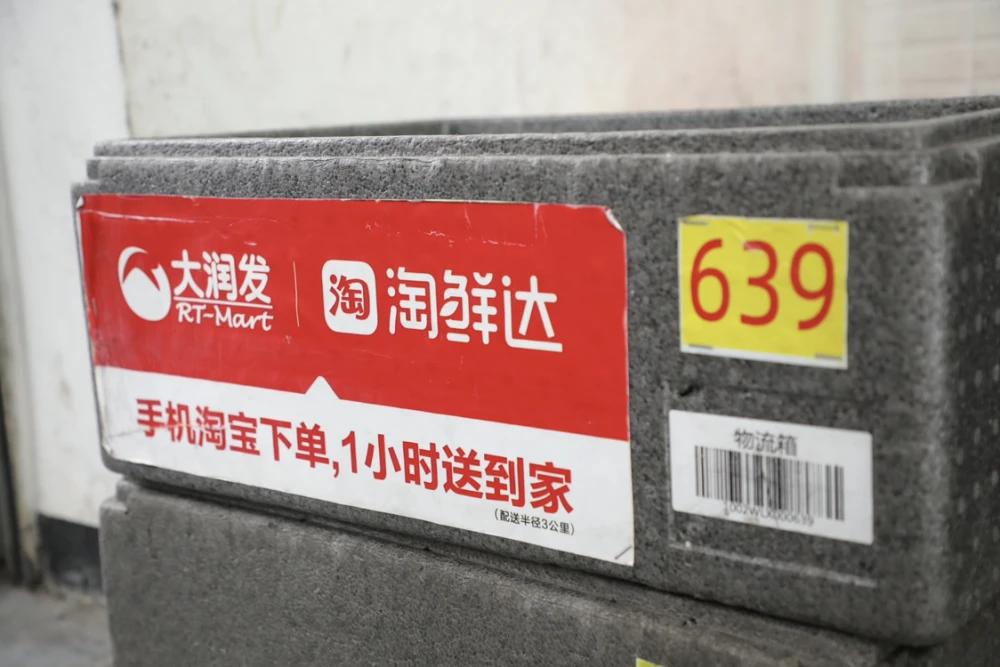 大润发
RT-Mart
淘
淘鲜达
手机淘宝下单,1小时送到家
(配送半径3公里)
639
物流箱